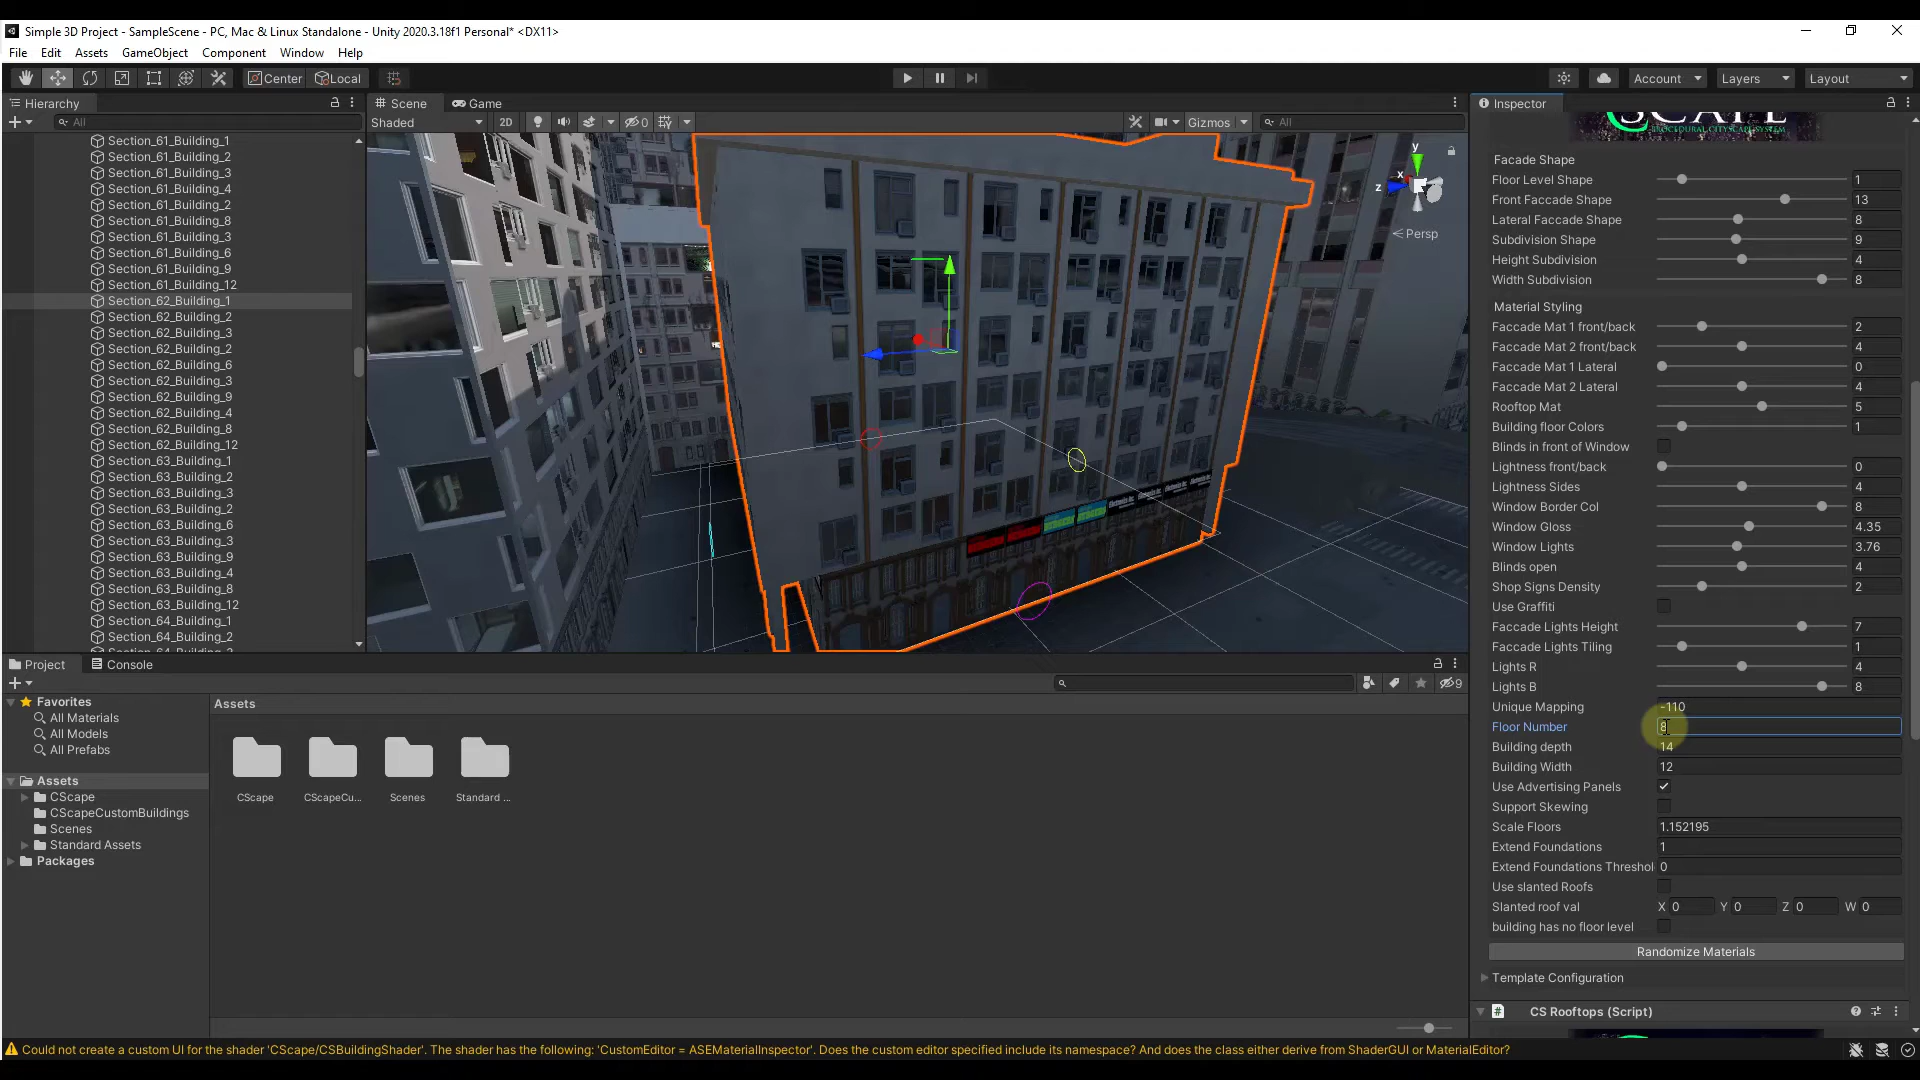 Simple 3D Project - SampleScene - PC, Mac & Linux Standalone - Unity 2020.3.18f1 Personal* <DX11>
File Edit Assets GameObject Component Window Help
Center Local Account Layers Layout
Hierarchy
All
Section_61_Building_1
Section_61_Building_2
Section_61_Building_3
Section_61_Building_4
Section_61_Building_2
Section_61_Building_8
Section_61_Building_3
Section_61_Building_6
Section_61_Building_9
Section_61_Building_12
Section_62_Building_1
Section_62_Building_2
Section_62_Building_3
Section_62_Building_2
Section_62_Building_6
Section_62_Building_3
Section_62_Building_9
Section_62_Building_4
Section_62_Building_8
Section_62_Building_12
Section_63_Building_1
Section_63_Building_2
Section_63_Building_3
Section_63_Building_2
Section_63_Building_6
Section_63_Building_3
Section_63_Building_9
Section_63_Building_4
Section_63_Building_8
Section_63_Building_12
Section_64_Building_1
Section_64_Building_2
Scene Game
Shaded 2D 0 Gizmos All
y
x
z
Persp
Inspector
SCAPE
PROCEDURAL CITYSCAPE SYSTEM
Facade Shape
Floor Level Shape 1
Front Faccade Shape 13
Lateral Faccade Shape 8
Subdivision Shape 9
Height Subdivision 4
Width Subdivision 8
Material Styling
Faccade Mat 1 front/back 2
Faccade Mat 2 front/back 4
Faccade Mat 1 Lateral 0
Faccade Mat 2 Lateral 4
Rooftop Mat 5
Building floor Colors 1
Blinds in front of Window
Lightness front/back 0
Lightness Sides 4
Window Border Col 8
Window Gloss 4.35
Window Lights 3.76
Blinds open 4
Shop Signs Density 2
Use Graffiti
Faccade Lights Height 7
Faccade Lights Tiling 1
Lights R 4
Lights B 8
Unique Mapping -110
Floor Number 8
Building depth 14
Building Width 12
Use Advertising Panels
Support Skewing
Scale Floors 1.152195
Extend Foundations 1
Extend Foundations Threshol 0
Use slanted Roofs
Slanted roof val X 0 Y 0 Z 0 W 0
building has no floor level
Randomize Materials
Template Configuration
CS Rooftops (Script)
Project Console
9
Favorites
All Materials
All Models
All Prefabs
Assets
CScape
CScapeCustomBuildings
Scenes
Standard Assets
Packages
Assets
CScape CScapeCu... Scenes Standard ...
Could not create a custom UI for the shader 'CScape/CSBuildingShader'. The shader has the following: 'CustomEditor = ASEMaterialInspector'. Does the custom editor specified include its namespace? And does the class either derive from ShaderGUI or MaterialEditor?